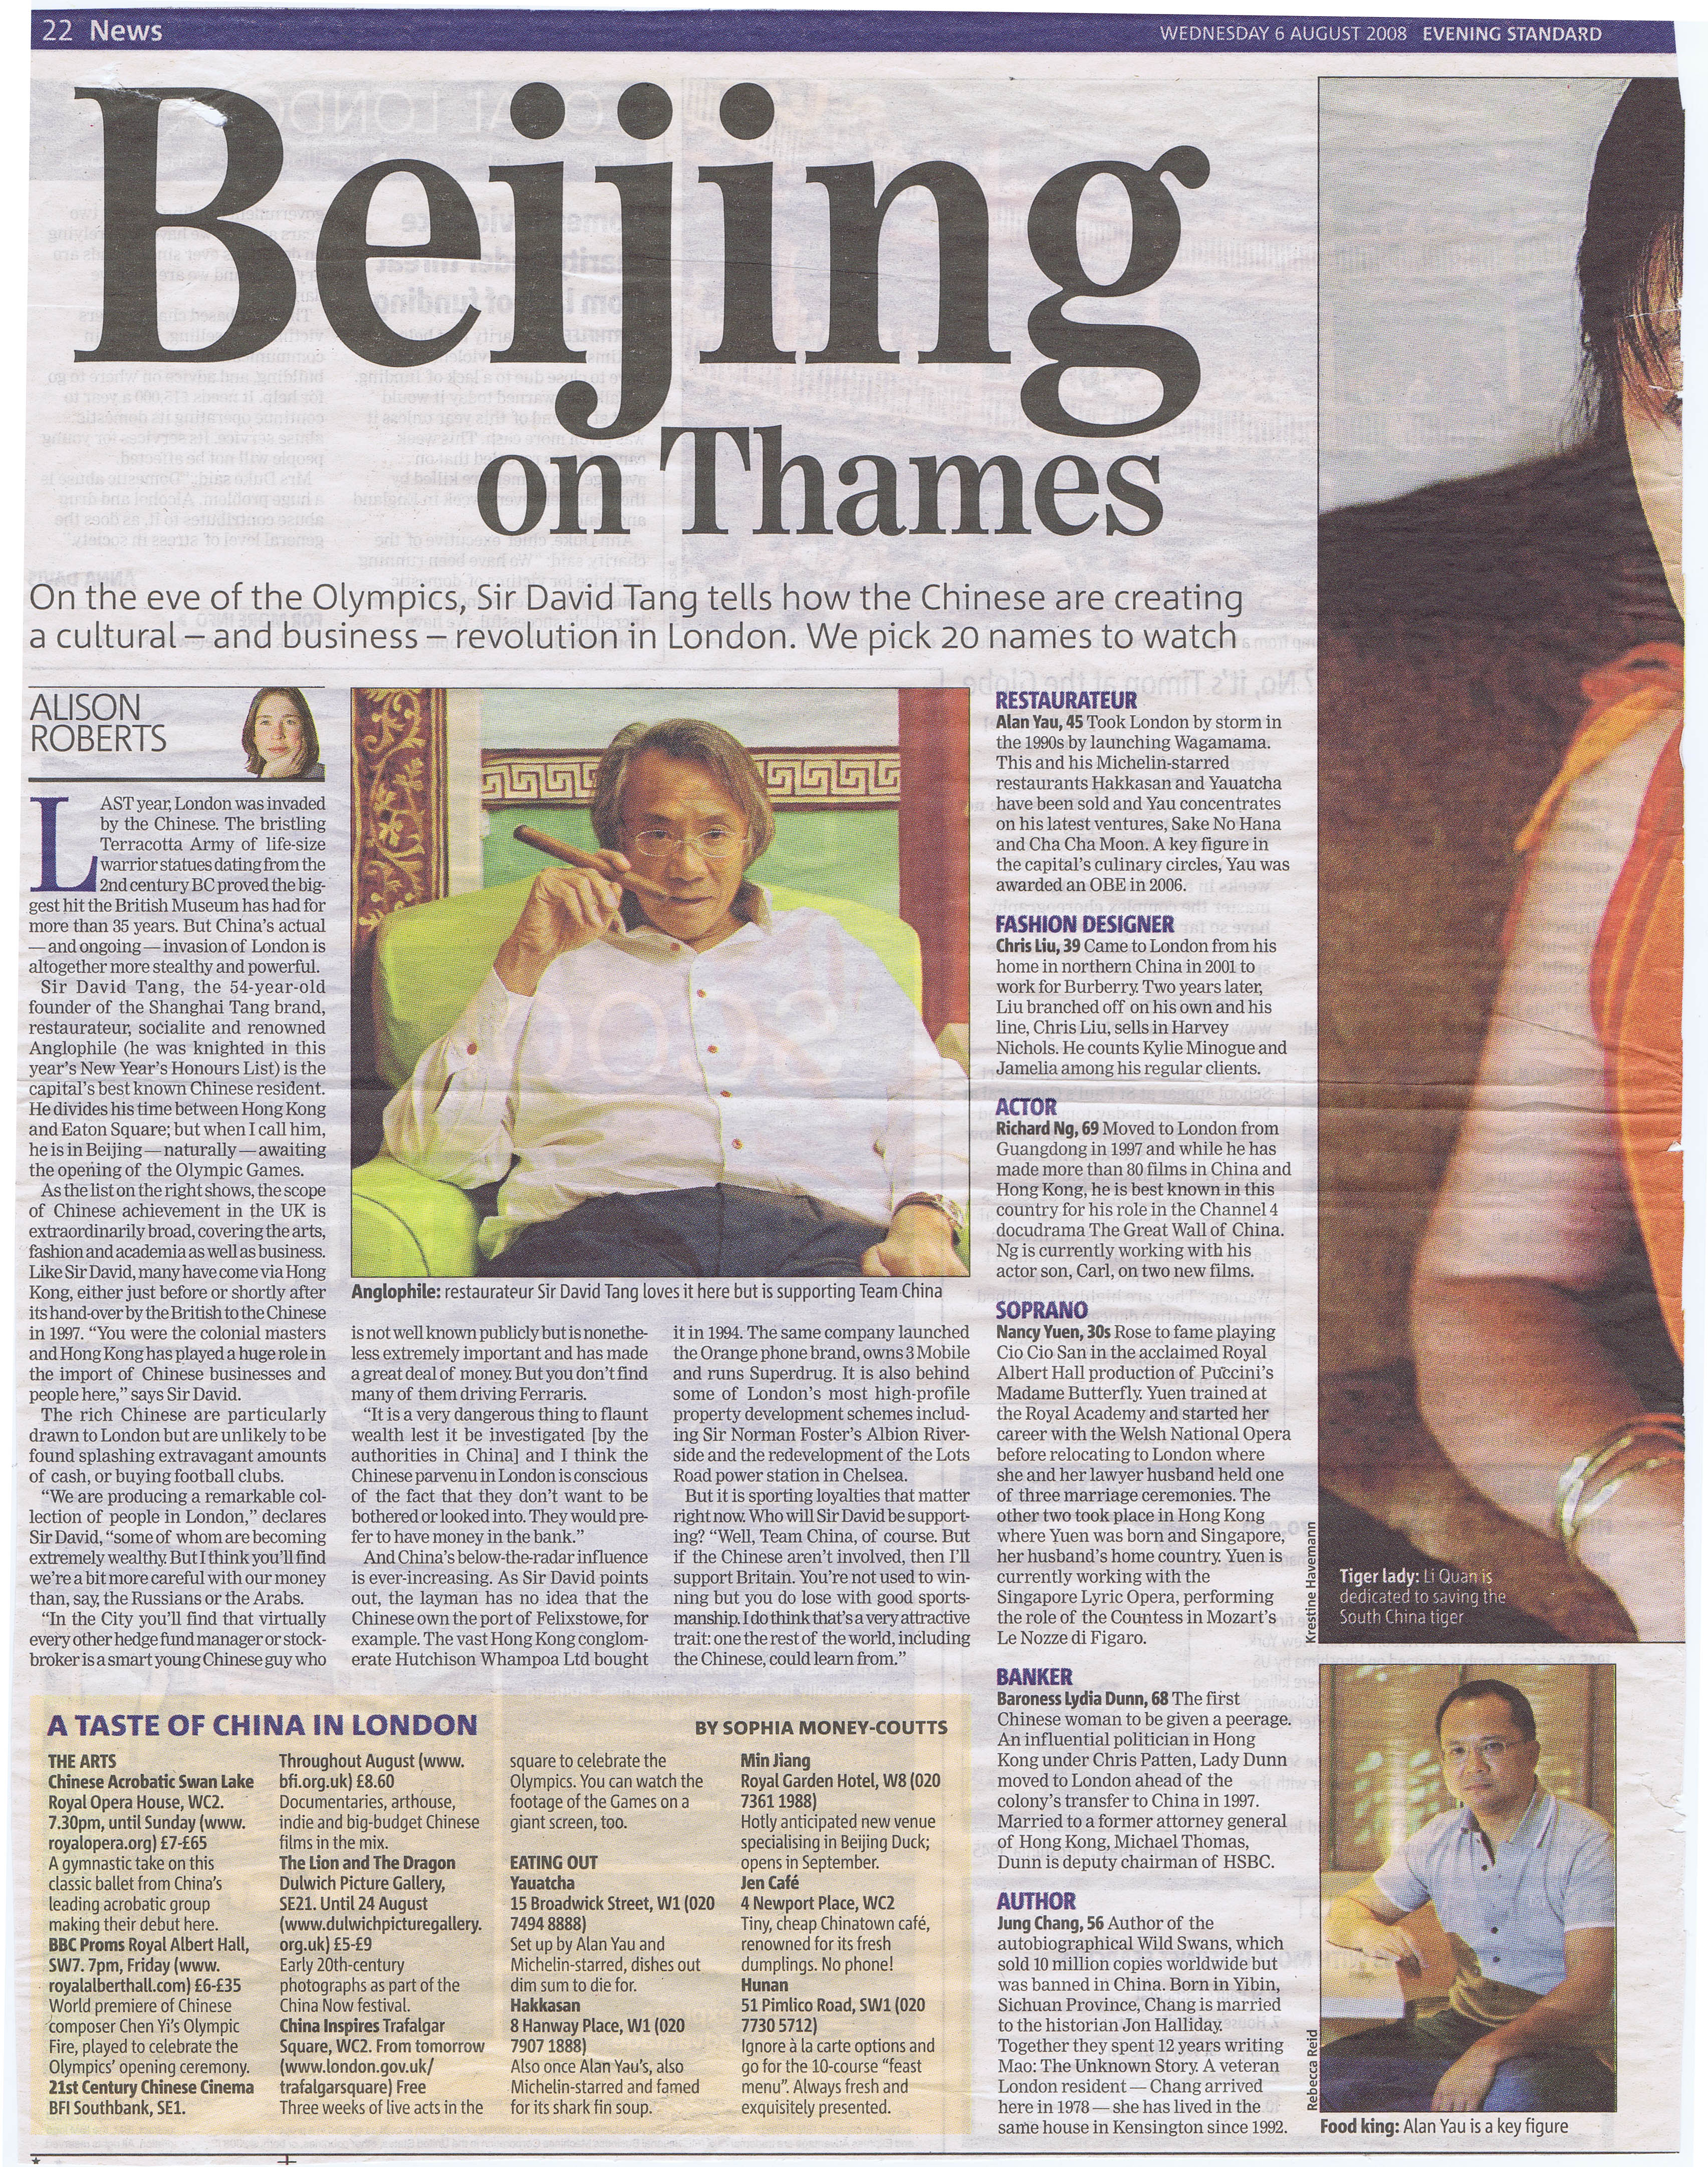 22 News
WEDNESDAY 6 AUGUST 2008 EVENING STANDARD
Beijing
on Thames
On the eve of the Olympics, Sir David Tang tells how the Chinese are creating
a cultural – and business – revolution in London. We pick 20 names to watch
ALISON
ROBERTS
LAST year, London was invaded
by the Chinese. The bristling
Terracotta Army of life-size
warrior statues dating from the
2nd century BC proved the big-
gest hit the British Museum has had for
more than 35 years. But China's actual
— and ongoing — invasion of London is
altogether more stealthy and powerful.
Sir David Tang, the 54-year-old
founder of the Shanghai Tang brand,
restaurateur, socialite and renowned
Anglophile (he was knighted in this
year's New Year's Honours List) is the
capital's best known Chinese resident.
He divides his time between Hong Kong
and Eaton Square; but when I call him,
he is in Beijing — naturally — awaiting
the opening of the Olympic Games.
As the list on the right shows, the scope
of Chinese achievement in the UK is
extraordinarily broad, covering the arts,
fashion and academia as well as business.
Like Sir David, many have come via Hong
Kong, either just before or shortly after
its hand-over by the British to the Chinese
in 1997. "You were the colonial masters
and Hong Kong has played a huge role in
the import of Chinese businesses and
people here," says Sir David.
The rich Chinese are particularly
drawn to London but are unlikely to be
found splashing extravagant amounts
of cash, or buying football clubs.
"We are producing a remarkable col-
lection of people in London," declares
Sir David, "some of whom are becoming
extremely wealthy. But I think you'll find
we're a bit more careful with our money
than, say, the Russians or the Arabs.
"In the City you'll find that virtually
every other hedge fund manager or stock-
broker is a smart young Chinese guy who
Anglophile: restaurateur Sir David Tang loves it here but is supporting Team China
is not well known publicly but is nonethe-
less extremely important and has made
a great deal of money. But you don't find
many of them driving Ferraris.
"It is a very dangerous thing to flaunt
wealth lest it be investigated [by the
authorities in China] and I think the
Chinese parvenu in London is conscious
of the fact that they don't want to be
bothered or looked into. They would pre-
fer to have money in the bank."
And China's below-the-radar influence
is ever-increasing. As Sir David points
out, the layman has no idea that the
Chinese own the port of Felixstowe, for
example. The vast Hong Kong conglom-
erate Hutchison Whampoa Ltd bought
it in 1994. The same company launched
the Orange phone brand, owns 3 Mobile
and runs Superdrug. It is also behind
some of London's most high-profile
property development schemes includ-
ing Sir Norman Foster's Albion River-
side and the redevelopment of the Lots
Road power station in Chelsea.
But it is sporting loyalties that matter
right now. Who will Sir David be support-
ing? "Well, Team China, of course. But
if the Chinese aren't involved, then I'll
support Britain. You're not used to win-
ning but you do lose with good sports-
manship. I do think that's a very attractive
trait: one the rest of the world, including
the Chinese, could learn from."
RESTAURATEUR
Alan Yau, 45 Took London by storm in
the 1990s by launching Wagamama.
This and his Michelin-starred
restaurants Hakkasan and Yauatcha
have been sold and Yau concentrates
on his latest ventures, Sake No Hana
and Cha Cha Moon. A key figure in
the capital's culinary circles, Yau was
awarded an OBE in 2006.
FASHION DESIGNER
Chris Liu, 39 Came to London from his
home in northern China in 2001 to
work for Burberry. Two years later,
Liu branched off on his own and his
line, Chris Liu, sells in Harvey
Nichols. He counts Kylie Minogue and
Jamelia among his regular clients.
ACTOR
Richard Ng, 69 Moved to London from
Guangdong in 1997 and while he has
made more than 80 films in China and
Hong Kong, he is best known in this
country for his role in the Channel 4
docudrama The Great Wall of China.
Ng is currently working with his
actor son, Carl, on two new films.
SOPRANO
Nancy Yuen, 30s Rose to fame playing
Cio Cio San in the acclaimed Royal
Albert Hall production of Puccini's
Madame Butterfly. Yuen trained at
the Royal Academy and started her
career with the Welsh National Opera
before relocating to London where
she and her lawyer husband held one
of three marriage ceremonies. The
other two took place in Hong Kong
where Yuen was born and Singapore,
her husband's home country. Yuen is
currently working with the
Singapore Lyric Opera, performing
the role of the Countess in Mozart's
Le Nozze di Figaro.
BANKER
Baroness Lydia Dunn, 68 The first
Chinese woman to be given a peerage.
An influential politician in Hong
Kong under Chris Patten, Lady Dunn
moved to London ahead of the
colony's transfer to China in 1997.
Married to a former attorney general
of Hong Kong, Michael Thomas,
Dunn is deputy chairman of HSBC.
AUTHOR
Jung Chang, 56 Author of the
autobiographical Wild Swans, which
sold 10 million copies worldwide but
was banned in China. Born in Yibin,
Sichuan Province, Chang is married
to the historian Jon Halliday.
Together they spent 12 years writing
Mao: The Unknown Story. A veteran
London resident — Chang arrived
here in 1978 — she has lived in the
same house in Kensington since 1992.
Krestine Havemann
Tiger lady: Li Quan is
dedicated to saving the
South China tiger
Rebecca Reid
Food king: Alan Yau is a key figure
A TASTE OF CHINA IN LONDON
BY SOPHIA MONEY-COUTTS
THE ARTS
Chinese Acrobatic Swan Lake
Royal Opera House, WC2.
7.30pm, until Sunday (www.
royalopera.org) £7-£65
A gymnastic take on this
classic ballet from China's
leading acrobatic group
making their debut here.
BBC Proms Royal Albert Hall,
SW7. 7pm, Friday (www.
royalalberthall.com) £6-£35
World premiere of Chinese
composer Chen Yi's Olympic
Fire, played to celebrate the
Olympics' opening ceremony.
21st Century Chinese Cinema
BFI Southbank, SE1.
Throughout August (www.
bfi.org.uk) £8.60
Documentaries, arthouse,
indie and big-budget Chinese
films in the mix.
The Lion and The Dragon
Dulwich Picture Gallery,
SE21. Until 24 August
(www.dulwichpicturegallery.
org.uk) £5-£9
Early 20th-century
photographs as part of the
China Now festival.
China Inspires Trafalgar
Square, WC2. From tomorrow
(www.london.gov.uk/
trafalgarsquare) Free
Three weeks of live acts in the
square to celebrate the
Olympics. You can watch the
footage of the Games on a
giant screen, too.
EATING OUT
Yauatcha
15 Broadwick Street, W1 (020
7494 8888)
Set up by Alan Yau and
Michelin-starred, dishes out
dim sum to die for.
Hakkasan
8 Hanway Place, W1 (020
7907 1888)
Also once Alan Yau's, also
Michelin-starred and famed
for its shark fin soup.
Min Jiang
Royal Garden Hotel, W8 (020
7361 1988)
Hotly anticipated new venue
specialising in Beijing Duck;
opens in September.
Jen Café
4 Newport Place, WC2
Tiny, cheap Chinatown café,
renowned for its fresh
dumplings. No phone!
Hunan
51 Pimlico Road, SW1 (020
7730 5712)
Ignore à la carte options and
go for the 10-course "feast
menu". Always fresh and
exquisitely presented.